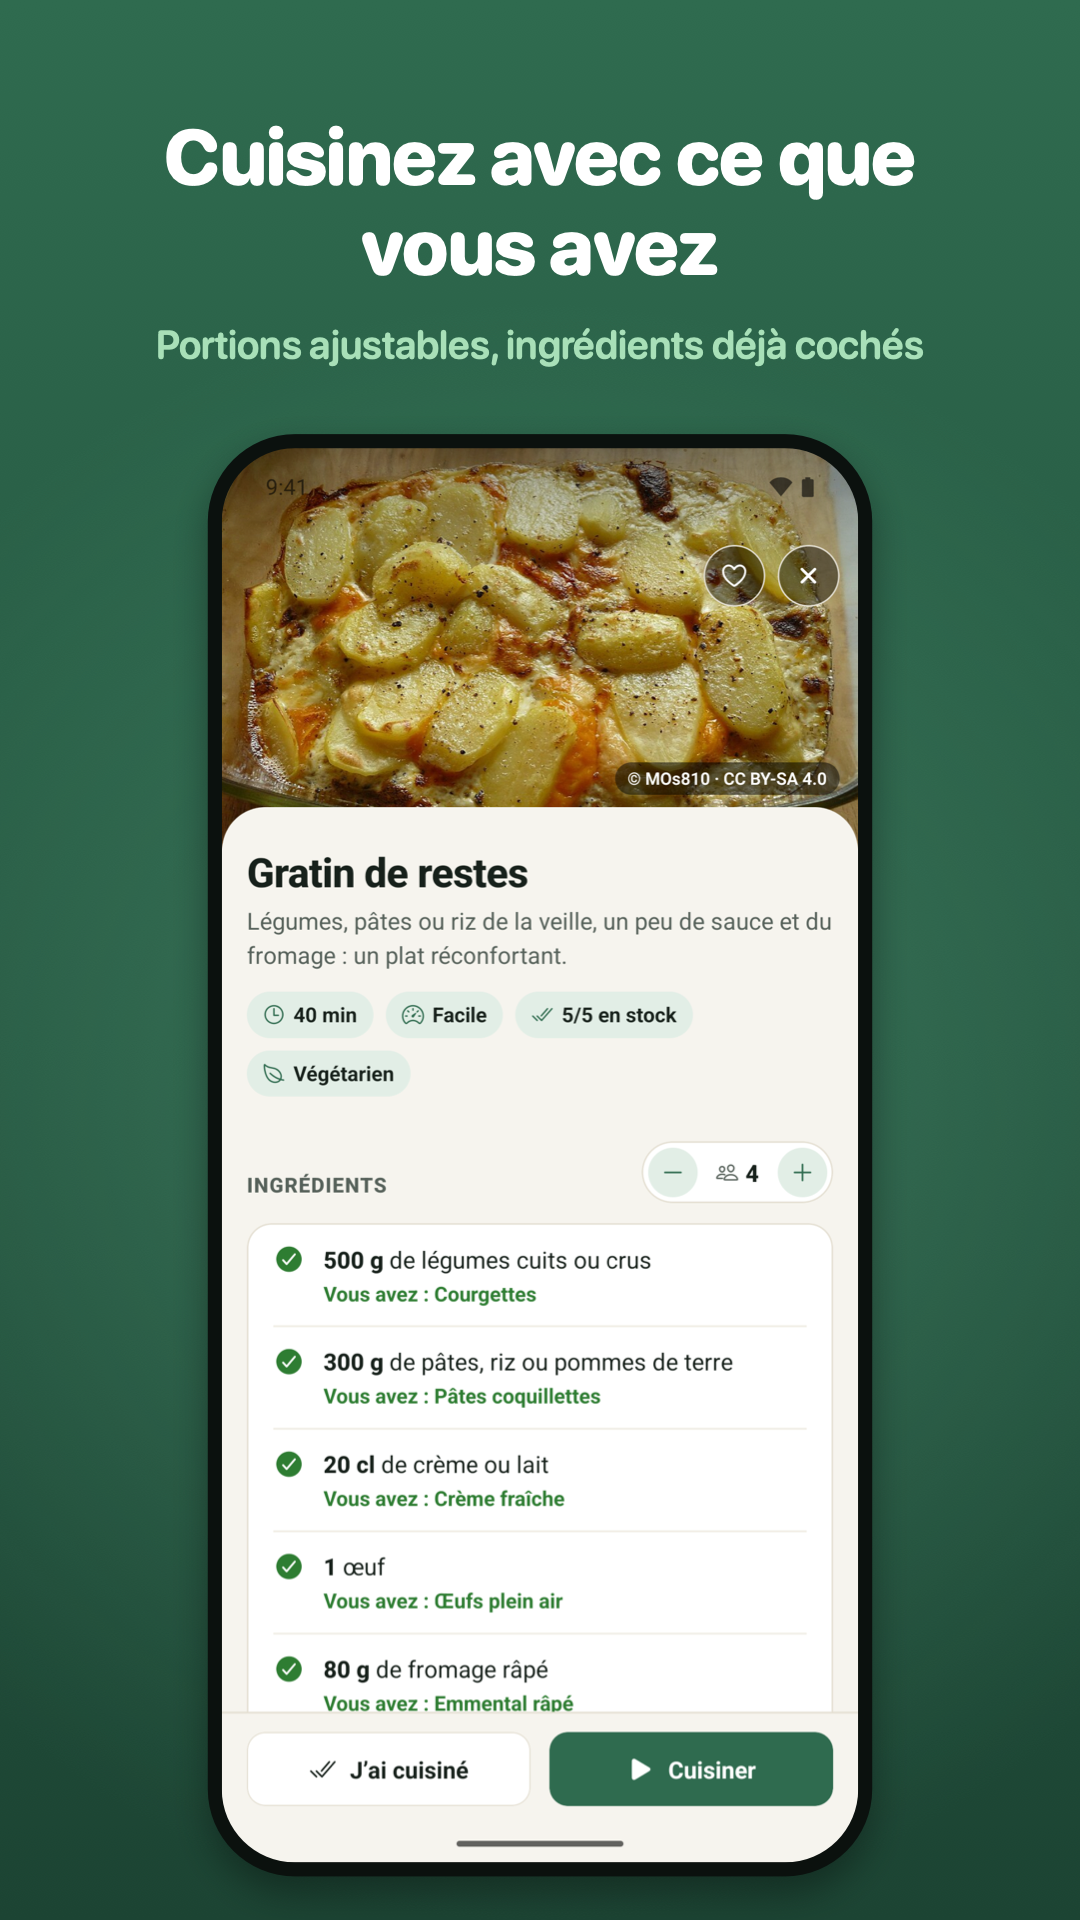 Cuisinez avec ce que
vous avez
Portions ajustables, ingrédients déjà cochés
9:41
© MOs810 · CC BY-SA 4.0
Gratin de restes
Légumes, pâtes ou riz de la veille, un peu de sauce et du
fromage : un plat réconfortant.
40 min
Facile
5/5 en stock
Végétarien
INGRÉDIENTS
4
500 g de légumes cuits ou crus
Vous avez : Courgettes
300 g de pâtes, riz ou pommes de terre
Vous avez : Pâtes coquillettes
20 cl de crème ou lait
Vous avez : Crème fraîche
1 œuf
Vous avez : Œufs plein air
80 g de fromage râpé
Vous avez : Emmental râpé
J’ai cuisiné
Cuisiner